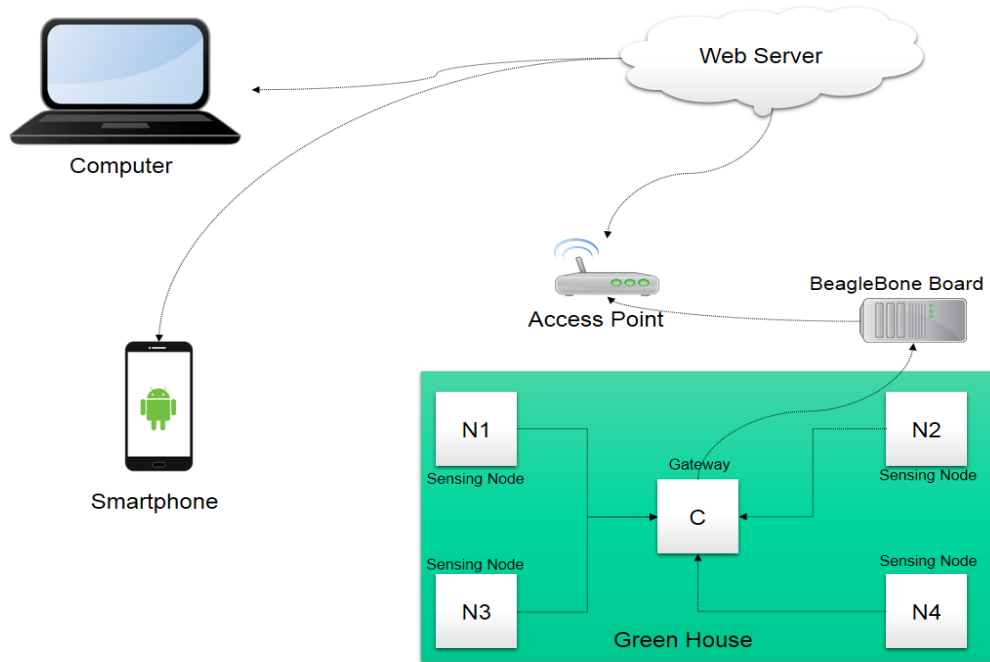 Web Server
Computer
BeagleBone Board
Access Point
Smartphone
N1
Sensing Node
N2
Sensing Node
Gateway
C
Sensing Node
N3
Sensing Node
N4
Green House